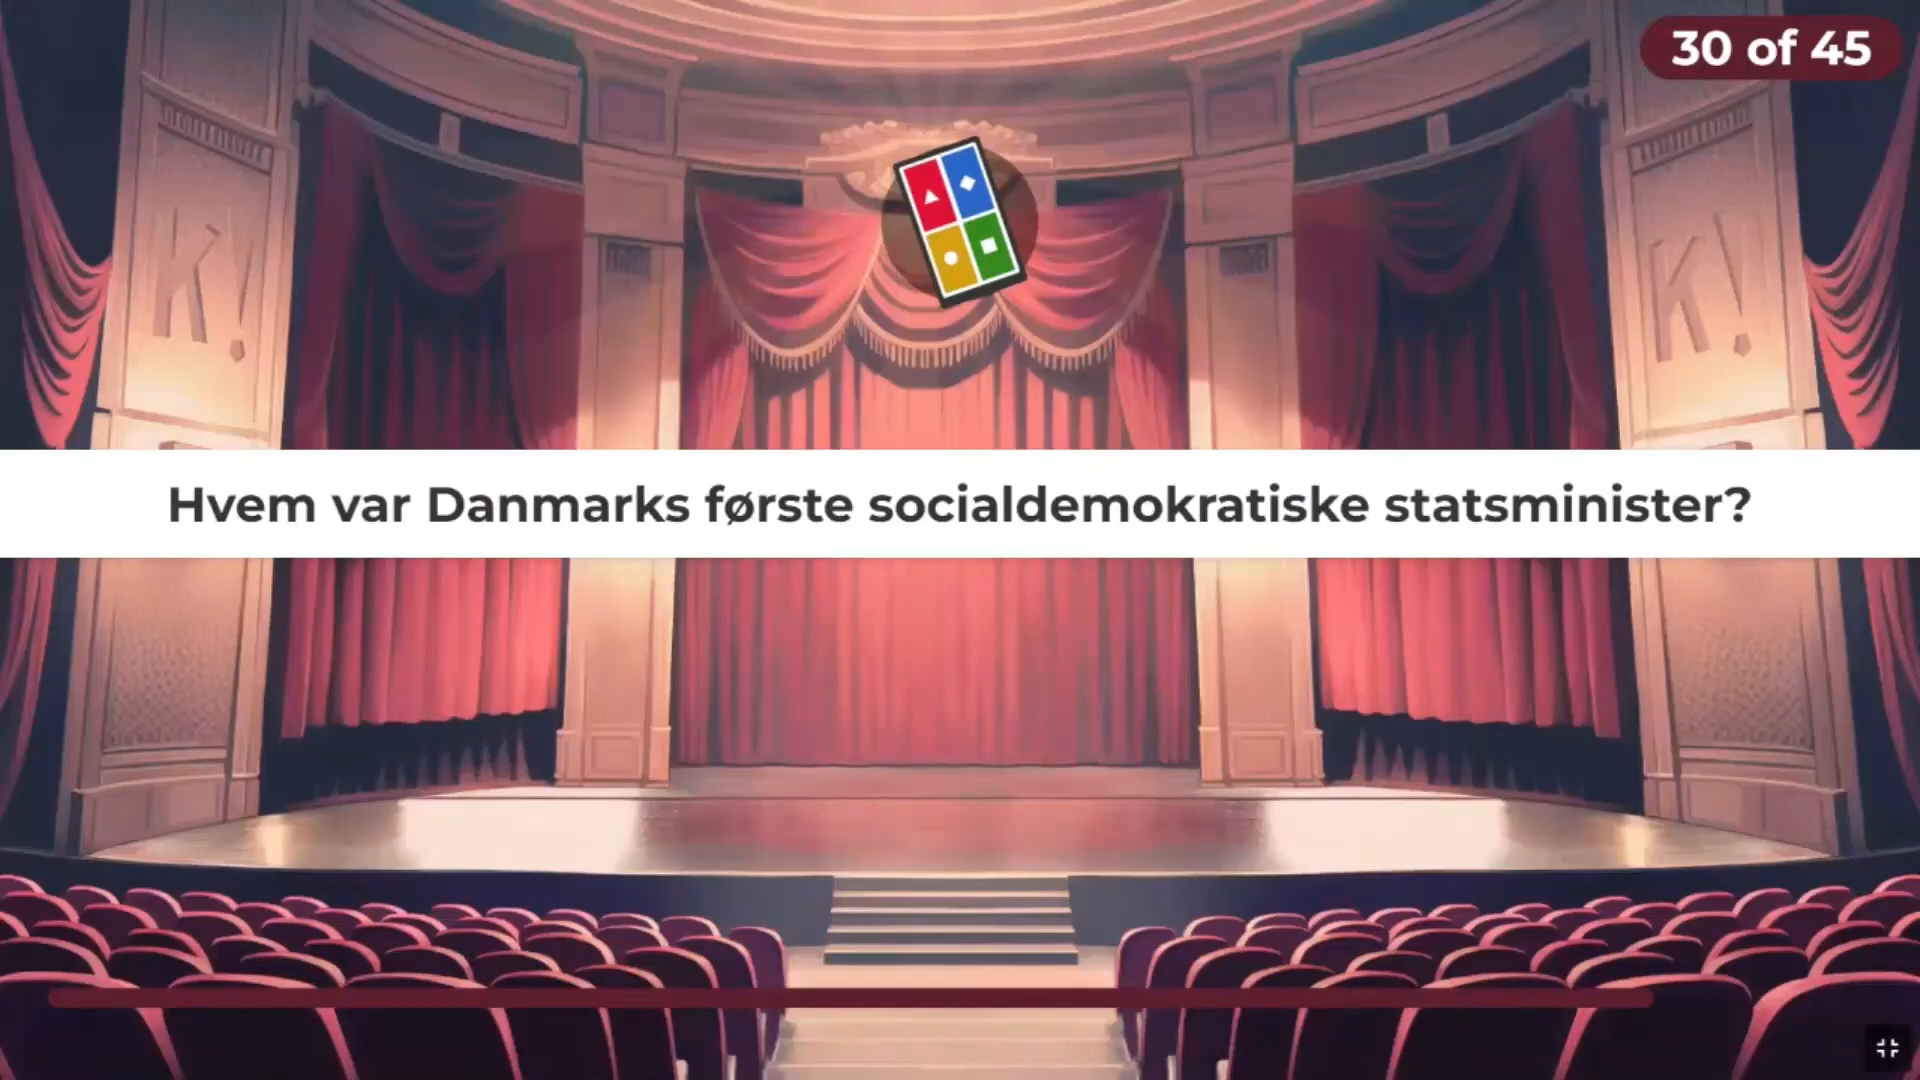 30 of 45
K!
K!
Hvem var Danmarks første socialdemokratiske statsminister?